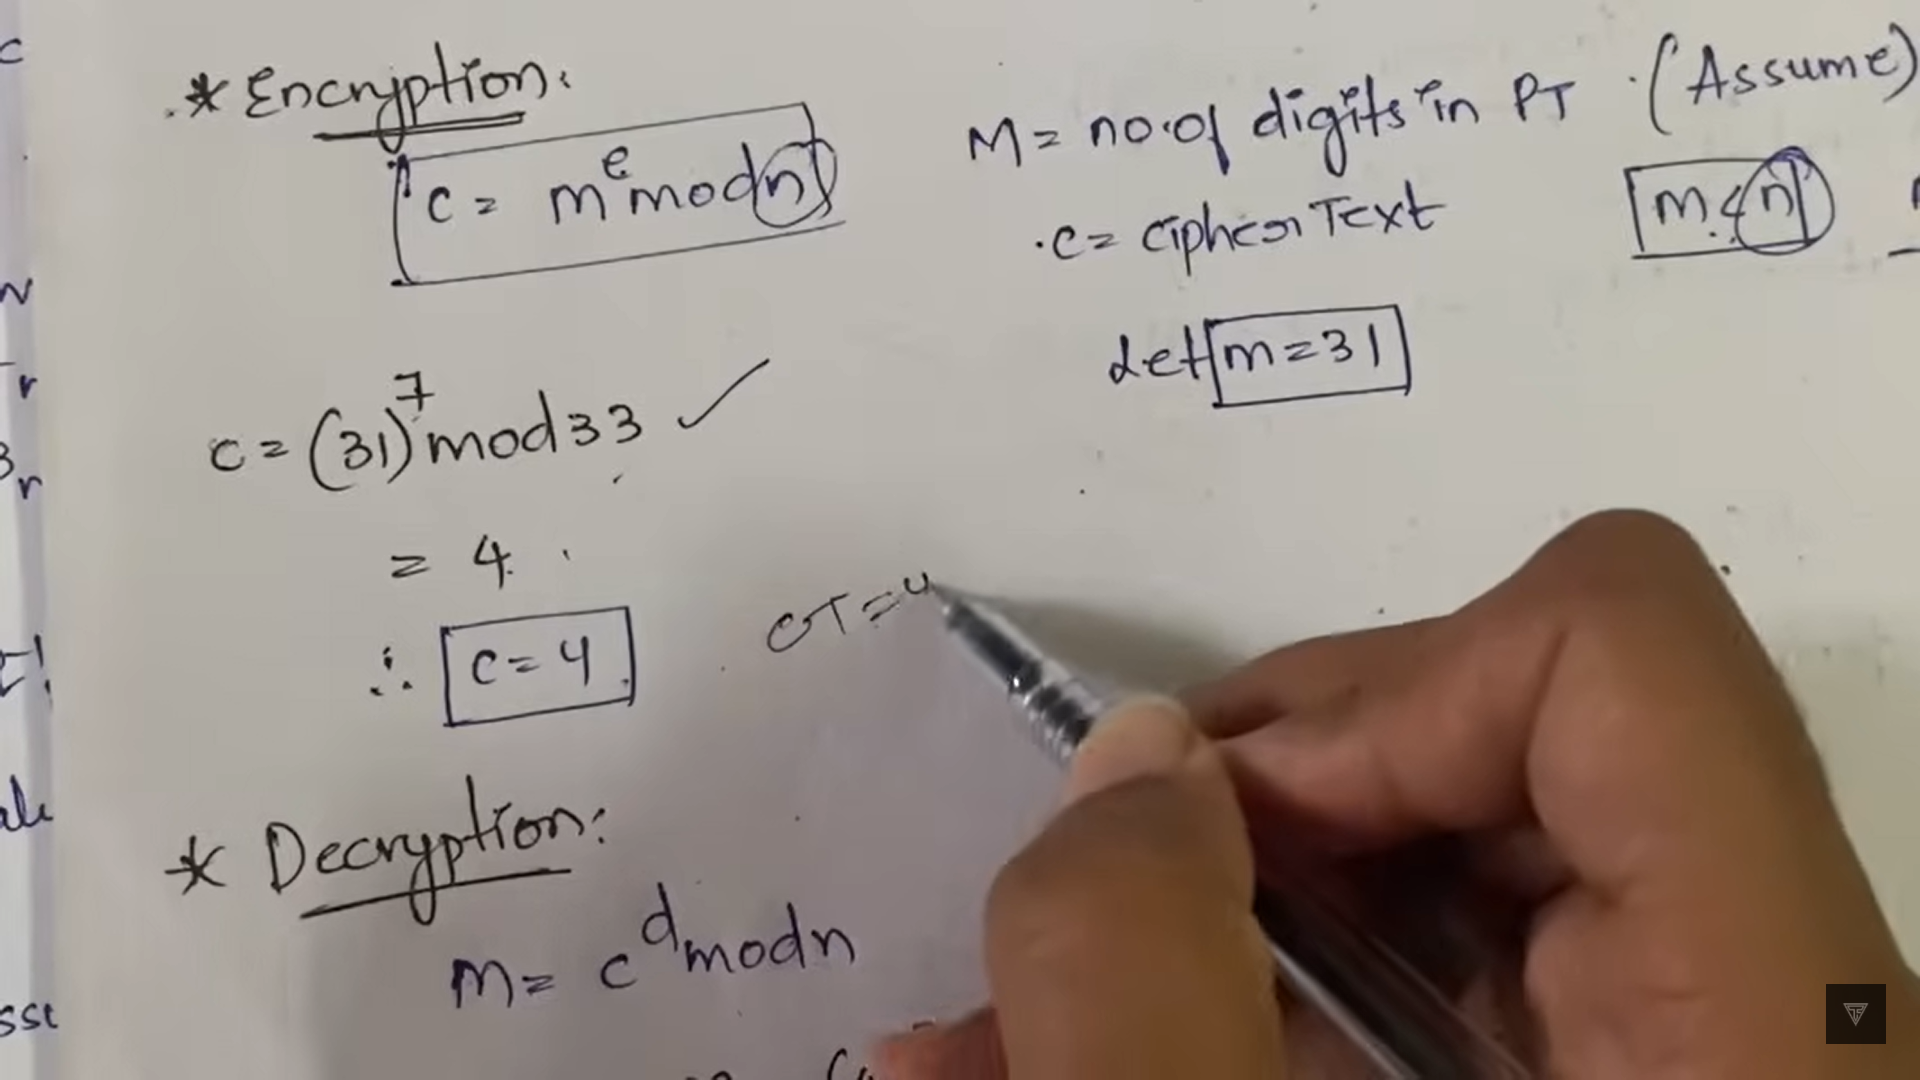 * Encryption:
c = m^e mod n
M = no. of digits in PT (Assume)
c = cipher Text
m < n
let m = 31
c = (31)^7 mod 33 ✓
= 4
∴ c = 4
CT = 4
* Decryption:
M = c^d mod n